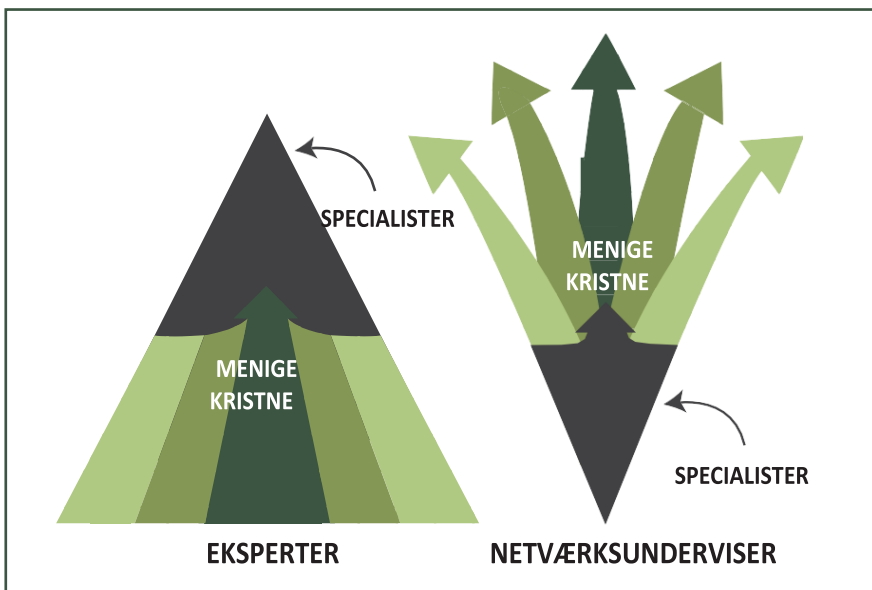 SPECIALISTER
MENIGE
KRISTNE
EKSPERTER
MENIGE
KRISTNE
SPECIALISTER
NETVÆRKSUNDERVISER